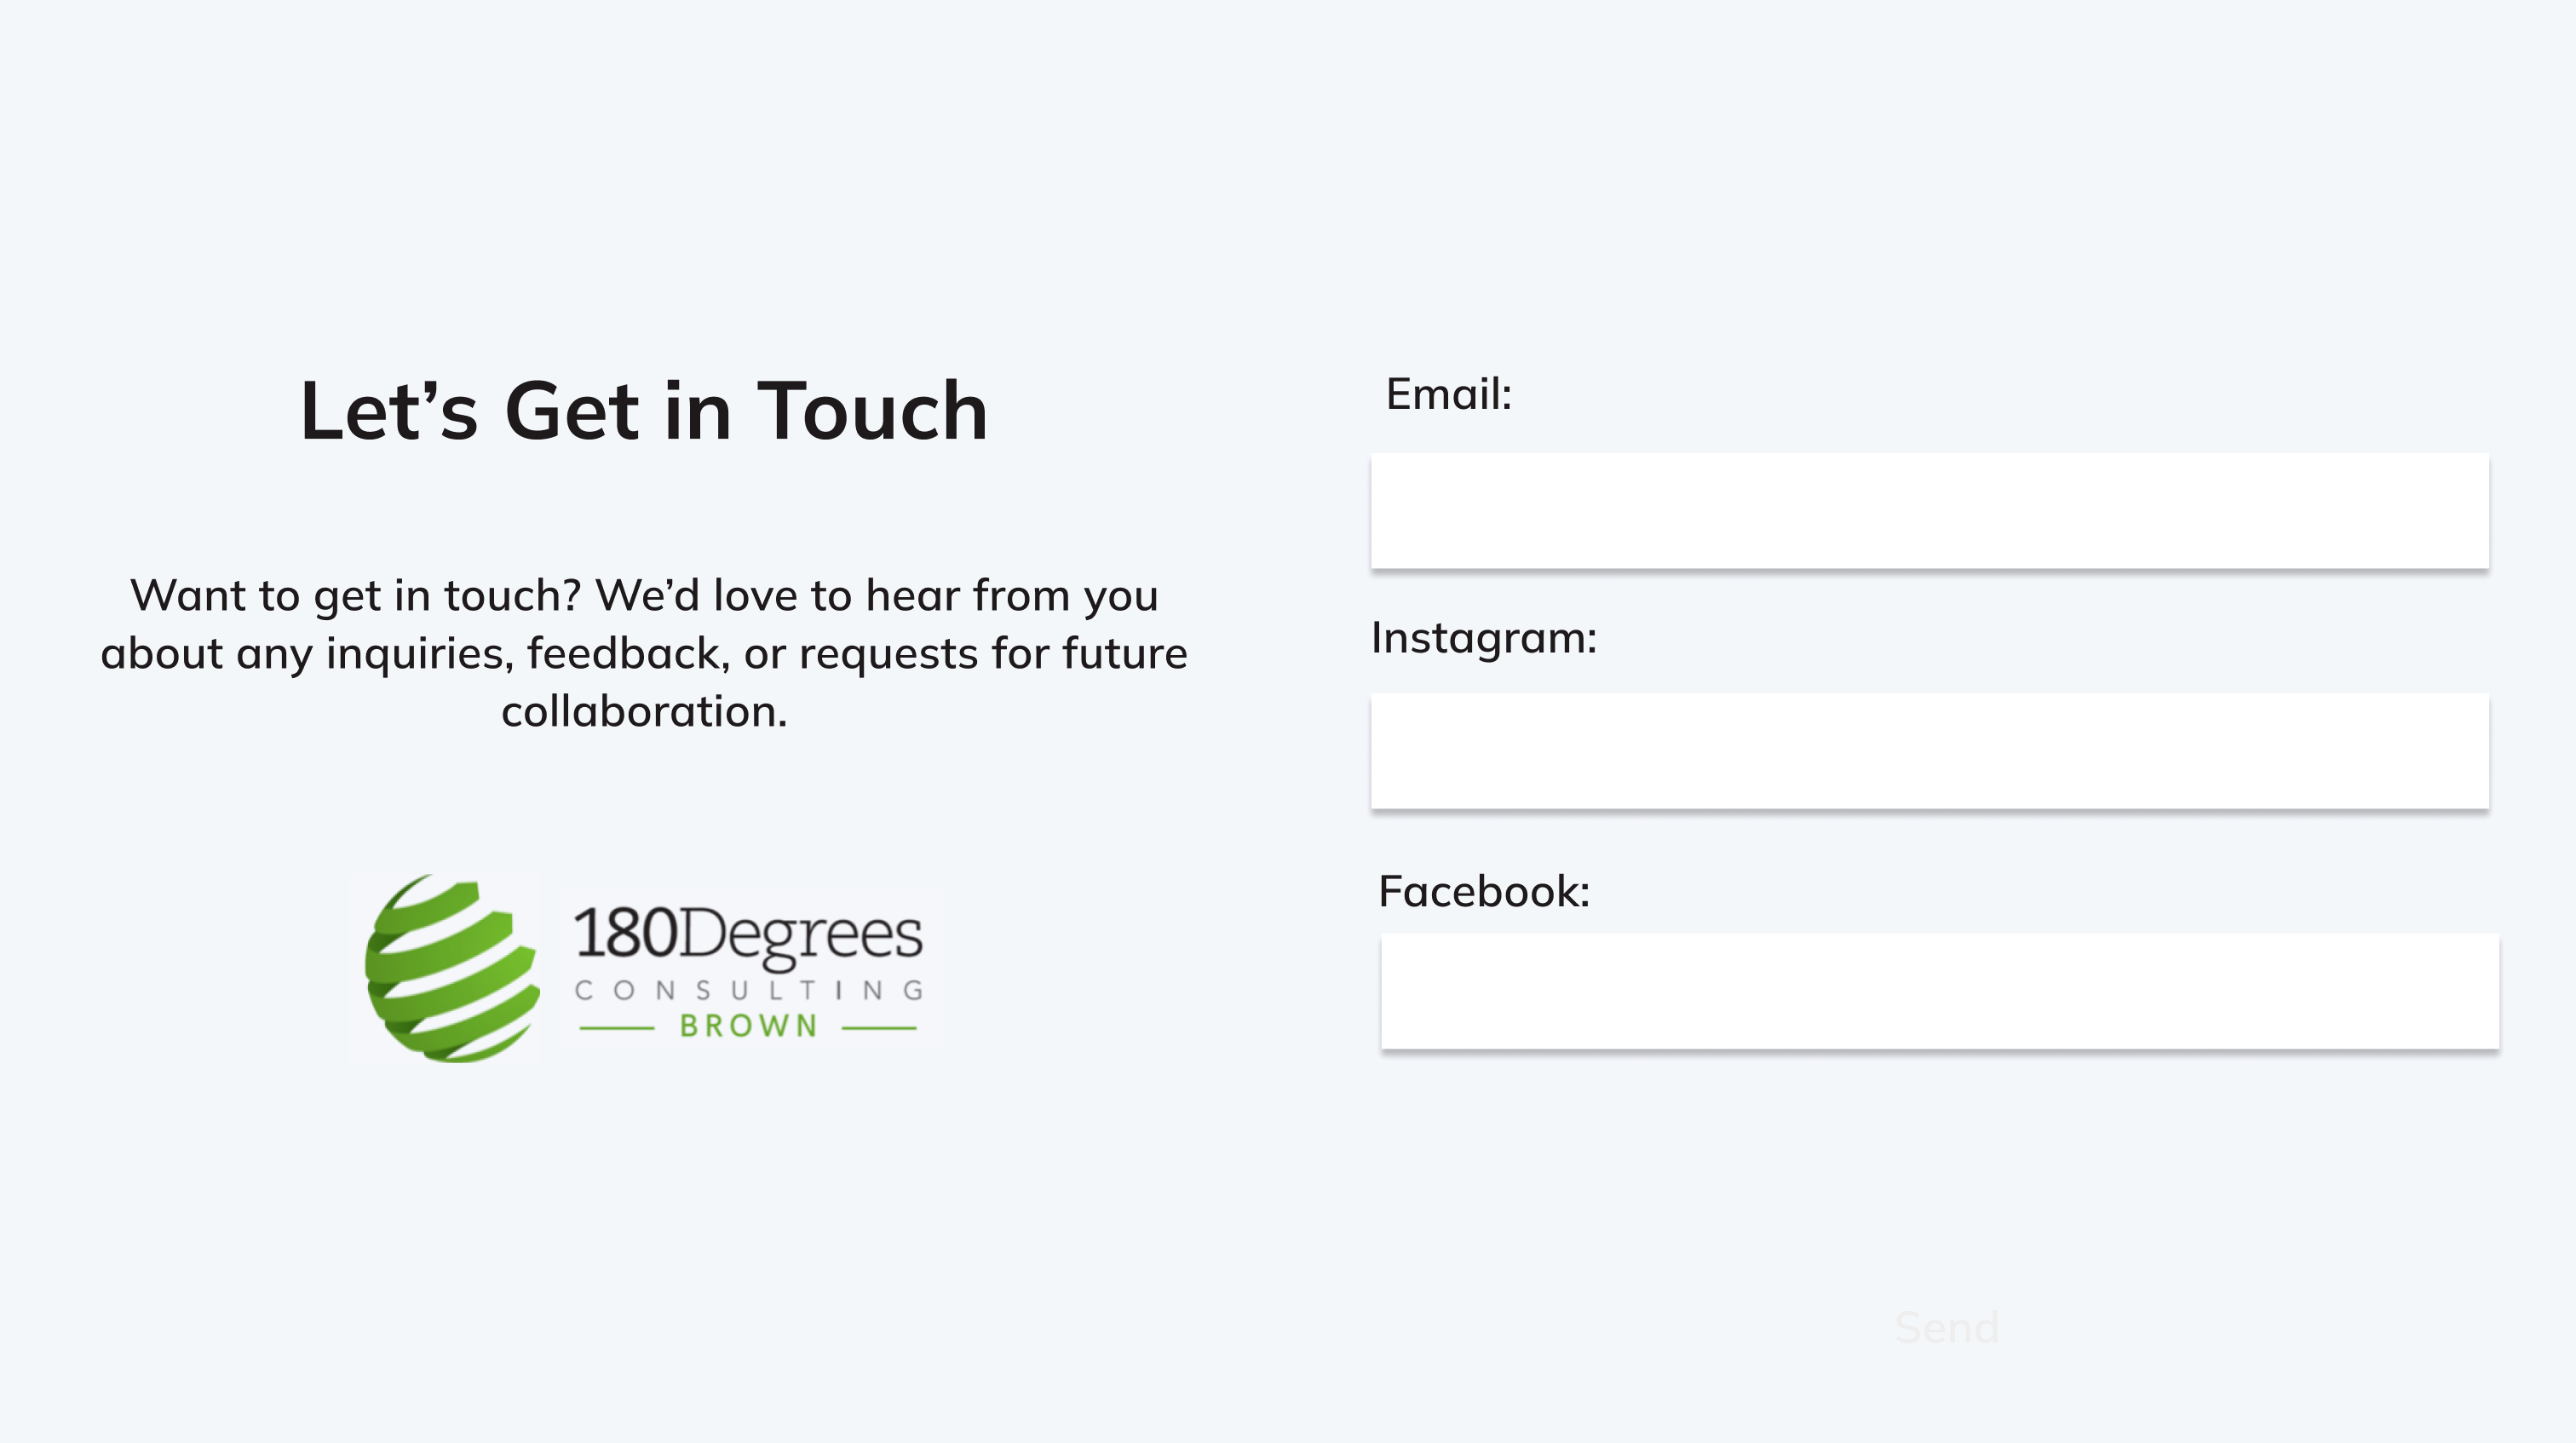 Let’s Get in Touch
Want to get in touch? We’d love to hear from you
about any inquiries, feedback, or requests for future
collaboration.
180Degrees
CONSULTING
BROWN
Email:
Instagram:
Facebook:
Send